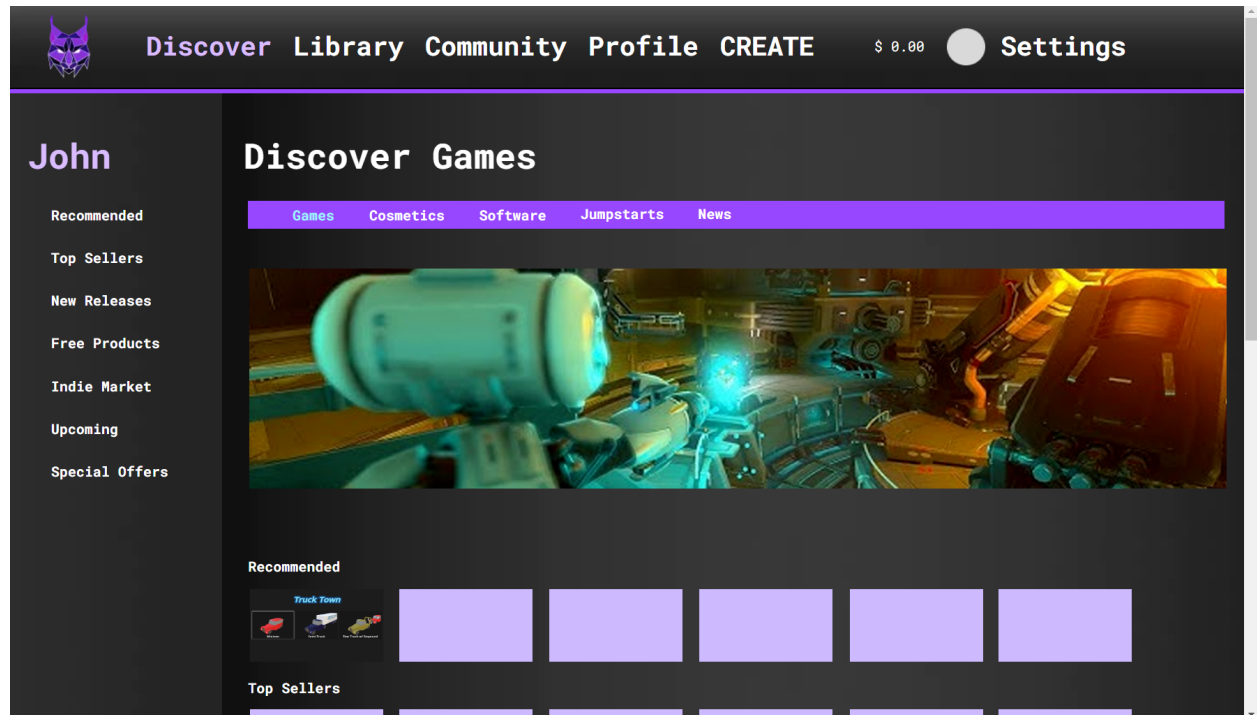 Discover Library Community Profile CREATE $ 0.00 Settings
John
Recommended
Top Sellers
New Releases
Free Products
Indie Market
Upcoming
Special Offers
Discover Games
Games Cosmetics Software Jumpstarts News
Recommended
Truck Town
Top Sellers